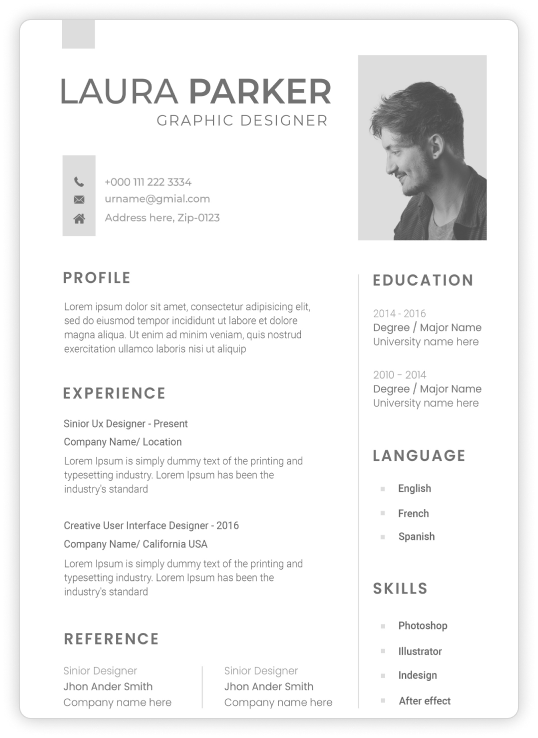 LAURA PARKER
GRAPHIC DESIGNER
+000 111 222 3334
urname@gmial.com
Address here, Zip-0123
PROFILE
Lorem ipsum dolor sit amet, consectetur adipisicing elit,
sed do eiusmod tempor incididunt ut labore et dolore
magna aliqua. Ut enim ad minim veniam, quis nostrud
exercitation ullamco laboris nisi ut aliquip
EXPERIENCE
Sinior Ux Designer - Present
Company Name/ Location
Lorem Ipsum is simply dummy text of the printing and
typesetting industry. Lorem Ipsum has been the
industry's standard
Creative User Interface Designer - 2016
Company Name/ California USA
Lorem Ipsum is simply dummy text of the printing and
typesetting industry. Lorem Ipsum has been the
industry's standard
REFERENCE
Sinior Designer
Jhon Ander Smith
Company name here
Sinior Designer
Jhon Ander Smith
Company name here
EDUCATION
2014 - 2016
Degree / Major Name
University name here
2010 - 2014
Degree / Major Name
University name here
LANGUAGE
English
French
Spanish
SKILLS
Photoshop
Illustrator
Indesign
After effect